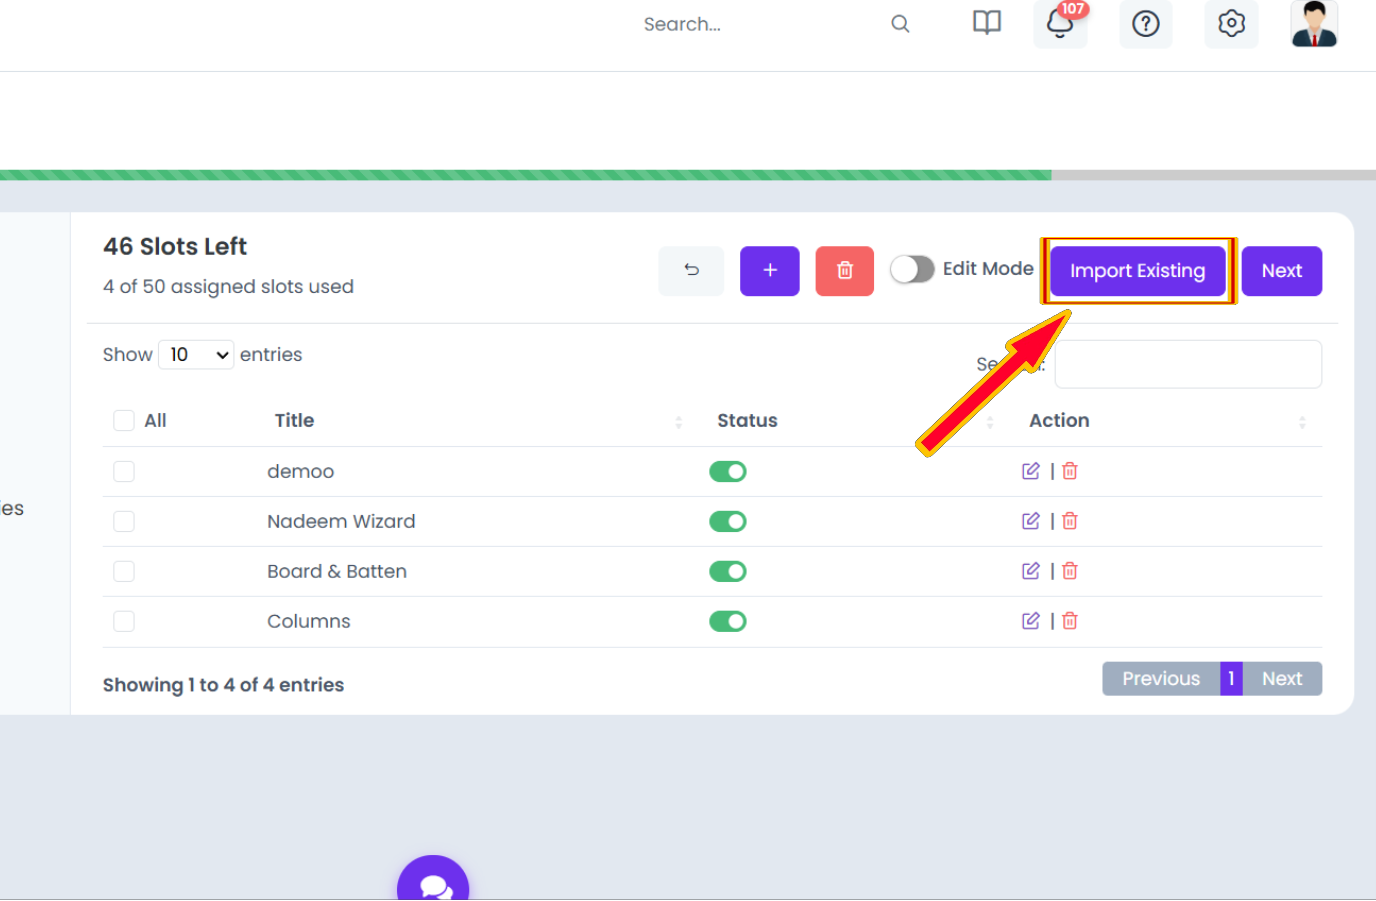 Search...
107
46 Slots Left
4 of 50 assigned slots used
Edit Mode
Import Existing
Next
Show 10 entries
All Title Status Action
demoo |
Nadeem Wizard |
ies
Board & Batten |
Columns |
Showing 1 to 4 of 4 entries
Previous 1 Next